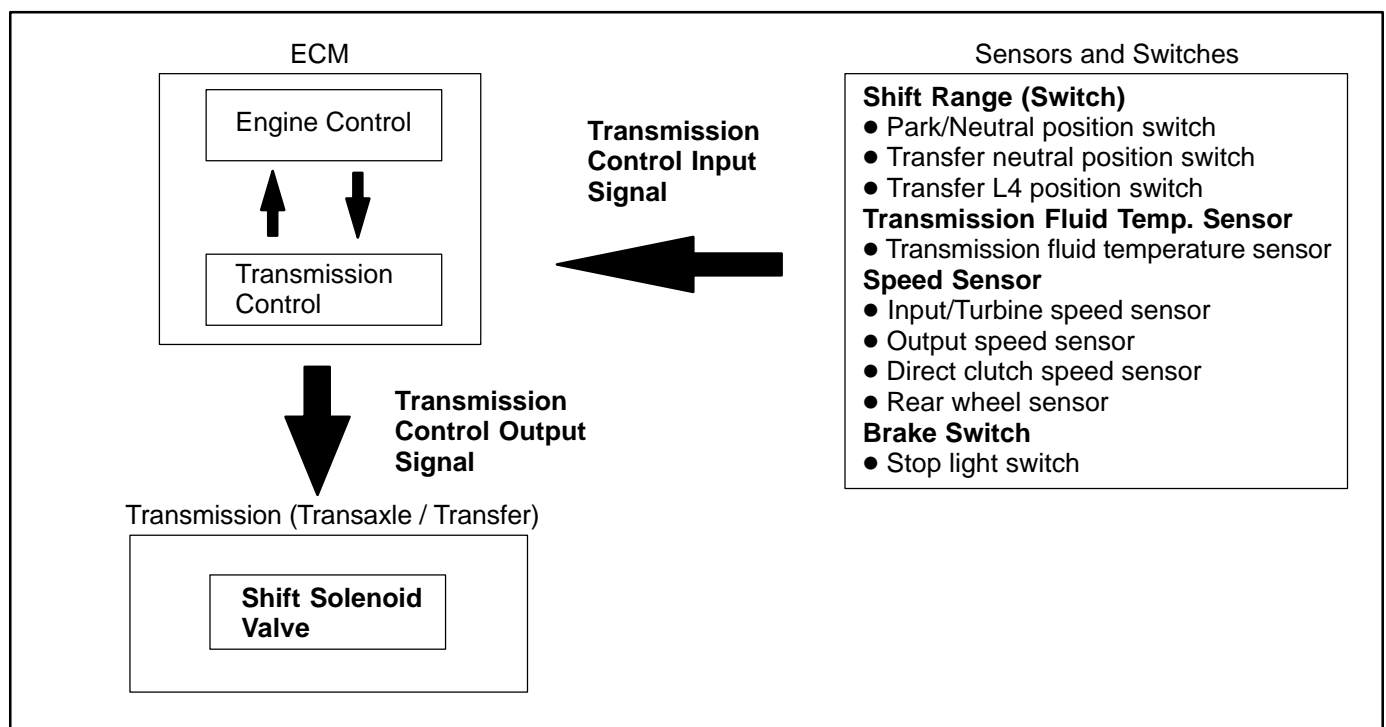 ECM
Engine Control
Transmission
Control
Transmission
Control Input
Signal
Sensors and Switches
Shift Range (Switch)
● Park/Neutral position switch
● Transfer neutral position switch
● Transfer L4 position switch
Transmission Fluid Temp. Sensor
● Transmission fluid temperature sensor
Speed Sensor
● Input/Turbine speed sensor
● Output speed sensor
● Direct clutch speed sensor
● Rear wheel sensor
Brake Switch
● Stop light switch
Transmission
Control Output
Signal
Transmission (Transaxle / Transfer)
Shift Solenoid
Valve